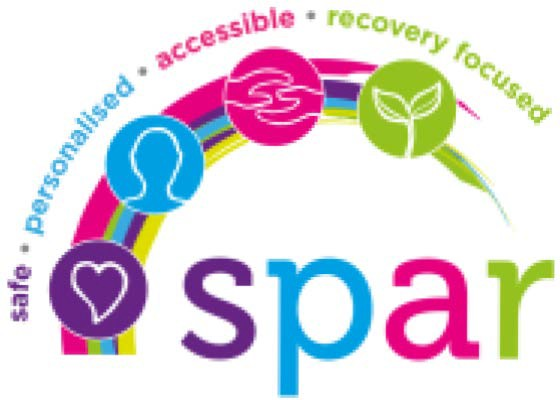 safe • personalised • accessible • recovery focused
spar